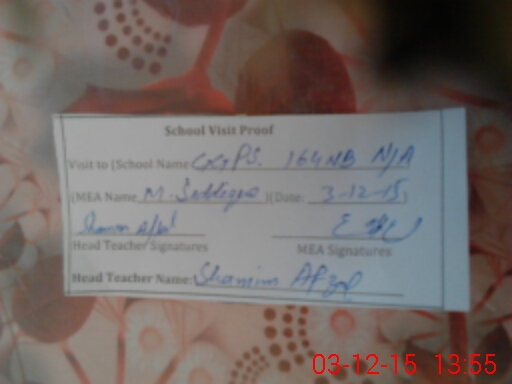 School Visit Proof
Visit to (School Name GGPS. 164NB N/A
(MEA Name M. )(Date: 3-12-15)
Head Teacher Signatures MEA Signatures
Head Teacher Name: Shamim Afzal
03-12-15 13:55